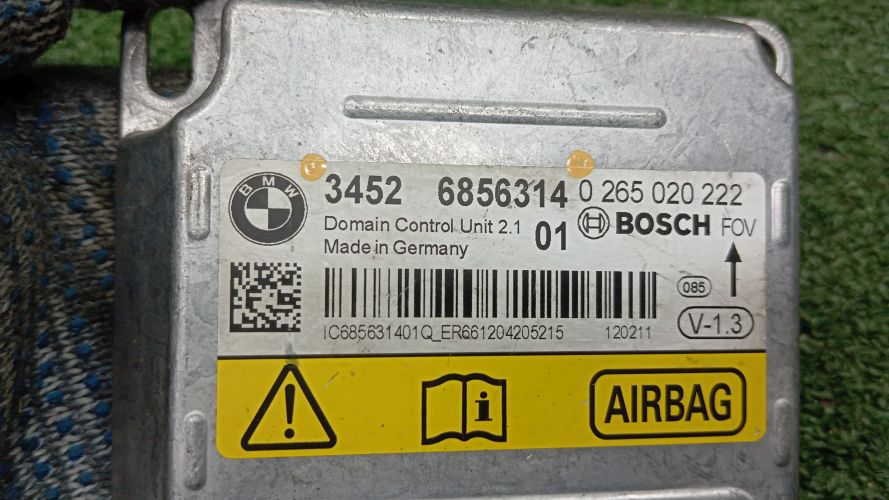 BMW
3452 6856314 0 265 020 222
Domain Control Unit 2.1
Made in Germany
01
BOSCH FOV
085
V-1.3
IC685631401Q_ER661204205215 120211
i
AIRBAG